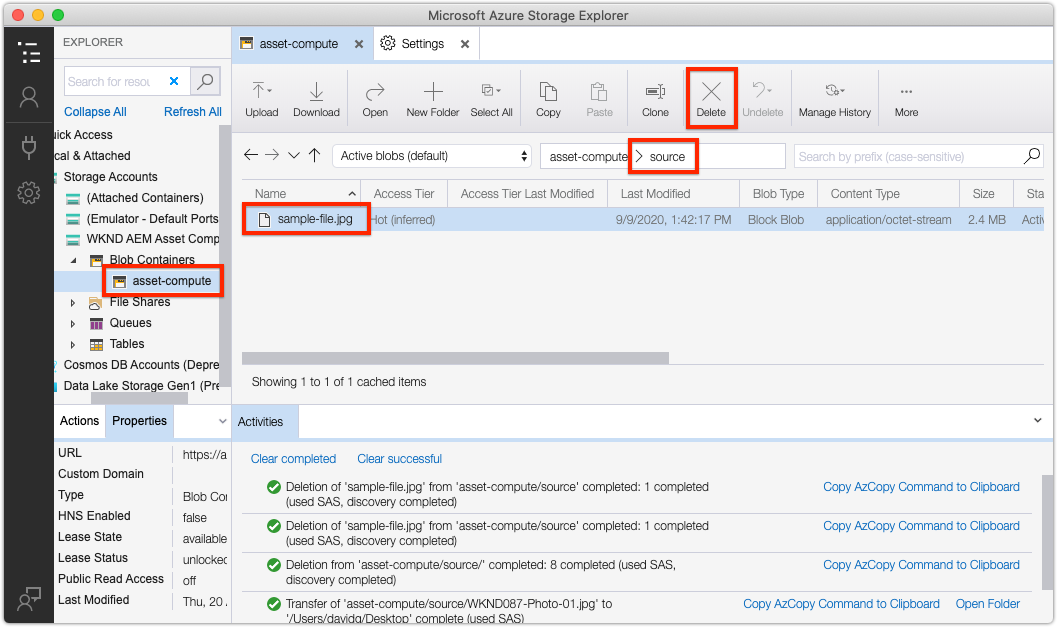 Microsoft Azure Storage Explorer
EXPLORER
Search for resou
Collapse All Refresh All
uick Access
cal & Attached
Storage Accounts
(Attached Containers)
(Emulator - Default Ports
WKND AEM Asset Comp
Blob Containers
asset-compute
File Shares
Queues
Tables
Cosmos DB Accounts (Depre
Data Lake Storage Gen1 (Pre
asset-compute
Settings
Upload Download Open New Folder Select All Copy Paste Clone Delete Undelete Manage History More
Active blobs (default)
asset-compute > source
Search by prefix (case-sensitive)
Name Access Tier Access Tier Last Modified Last Modified Blob Type Content Type Size Sta
sample-file.jpg Hot (inferred) 9/9/2020, 1:42:17 PM Block Blob application/octet-stream 2.4 MB Activ
Showing 1 to 1 of 1 cached items
Actions Properties
URL https://a
Custom Domain
Type Blob Con
HNS Enabled false
Lease State available
Lease Status unlocked
Public Read Access off
Last Modified Thu, 20 A
Activities
Clear completed Clear successful
Deletion of 'sample-file.jpg' from 'asset-compute/source' completed: 1 completed
(used SAS, discovery completed)
Copy AzCopy Command to Clipboard
Deletion of 'sample-file.jpg' from 'asset-compute/source' completed: 1 completed
(used SAS, discovery completed)
Copy AzCopy Command to Clipboard
Deletion from 'asset-compute/source/' completed: 8 completed (used SAS,
discovery completed)
Copy AzCopy Command to Clipboard
Transfer of 'asset-compute/source/WKND087-Photo-01.jpg' to
'/Users/davidg/Desktop' complete (used SAS)
Copy AzCopy Command to Clipboard Open Folder